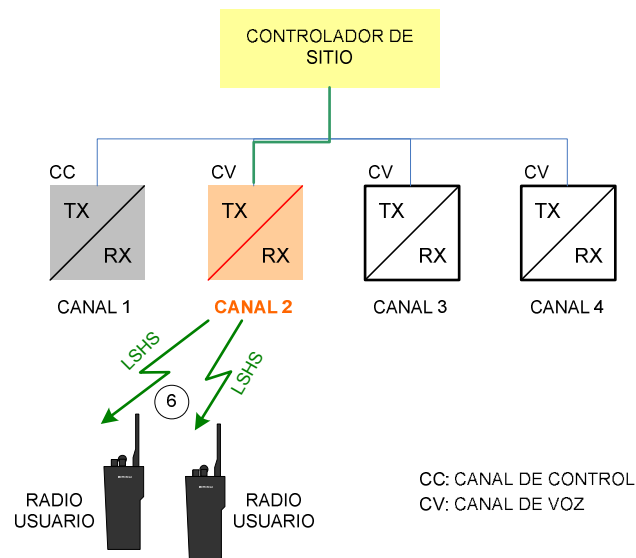 CONTROLADOR DE
SITIO
CC
CV
CV
CV
TX
RX
TX
RX
TX
RX
TX
RX
CANAL 1
CANAL 2
CANAL 3
CANAL 4
LSHS
LSHS
6
RADIO
USUARIO
RADIO
USUARIO
CC: CANAL DE CONTROL
CV: CANAL DE VOZ